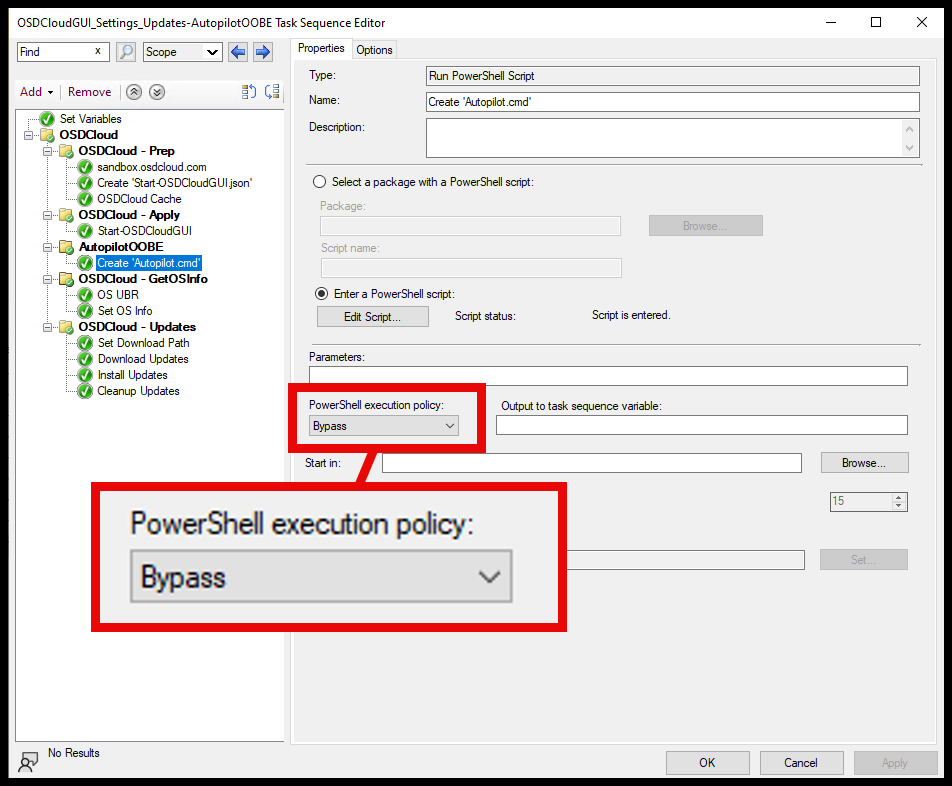 OSDCloudGUI_Settings_Updates-AutopilotOOBE Task Sequence Editor
Find x Scope
Add Remove
Set Variables
OSDCloud
OSDCloud - Prep
sandbox.osdcloud.com
Create 'Start-OSDCloudGUI.json'
OSDCloud Cache
OSDCloud - Apply
Start-OSDCloudGUI
AutopilotOOBE
Create 'Autopilot.cmd'
OSDCloud - GetOSInfo
OS UBR
Set OS Info
OSDCloud - Updates
Set Download Path
Download Updates
Install Updates
Cleanup Updates
No Results
Properties Options
Type: Run PowerShell Script
Name: Create 'Autopilot.cmd'
Description:
Select a package with a PowerShell script:
Package:
Browse...
Script name:
Enter a PowerShell script:
Edit Script... Script status: Script is entered.
Parameters:
PowerShell execution policy: Output to task sequence variable:
Bypass
Start in: Browse...
15
PowerShell execution policy:
Bypass
Set...
OK Cancel Apply